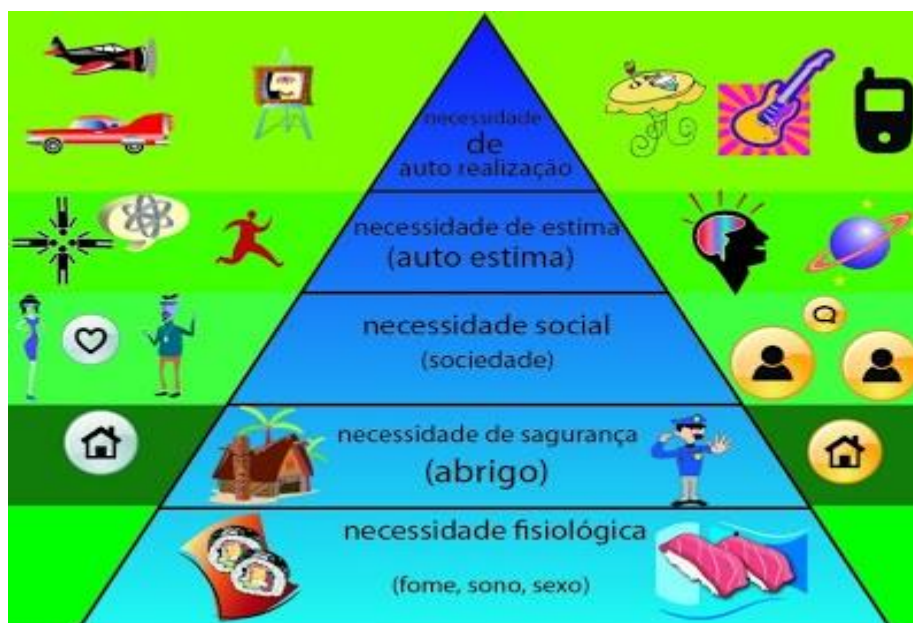 necessidade
de
auto realização
necessidade de estima
(auto estima)
necessidade social
(sociedade)
necessidade de sagurança
(abrigo)
necessidade fisiológica
(fome, sono, sexo)